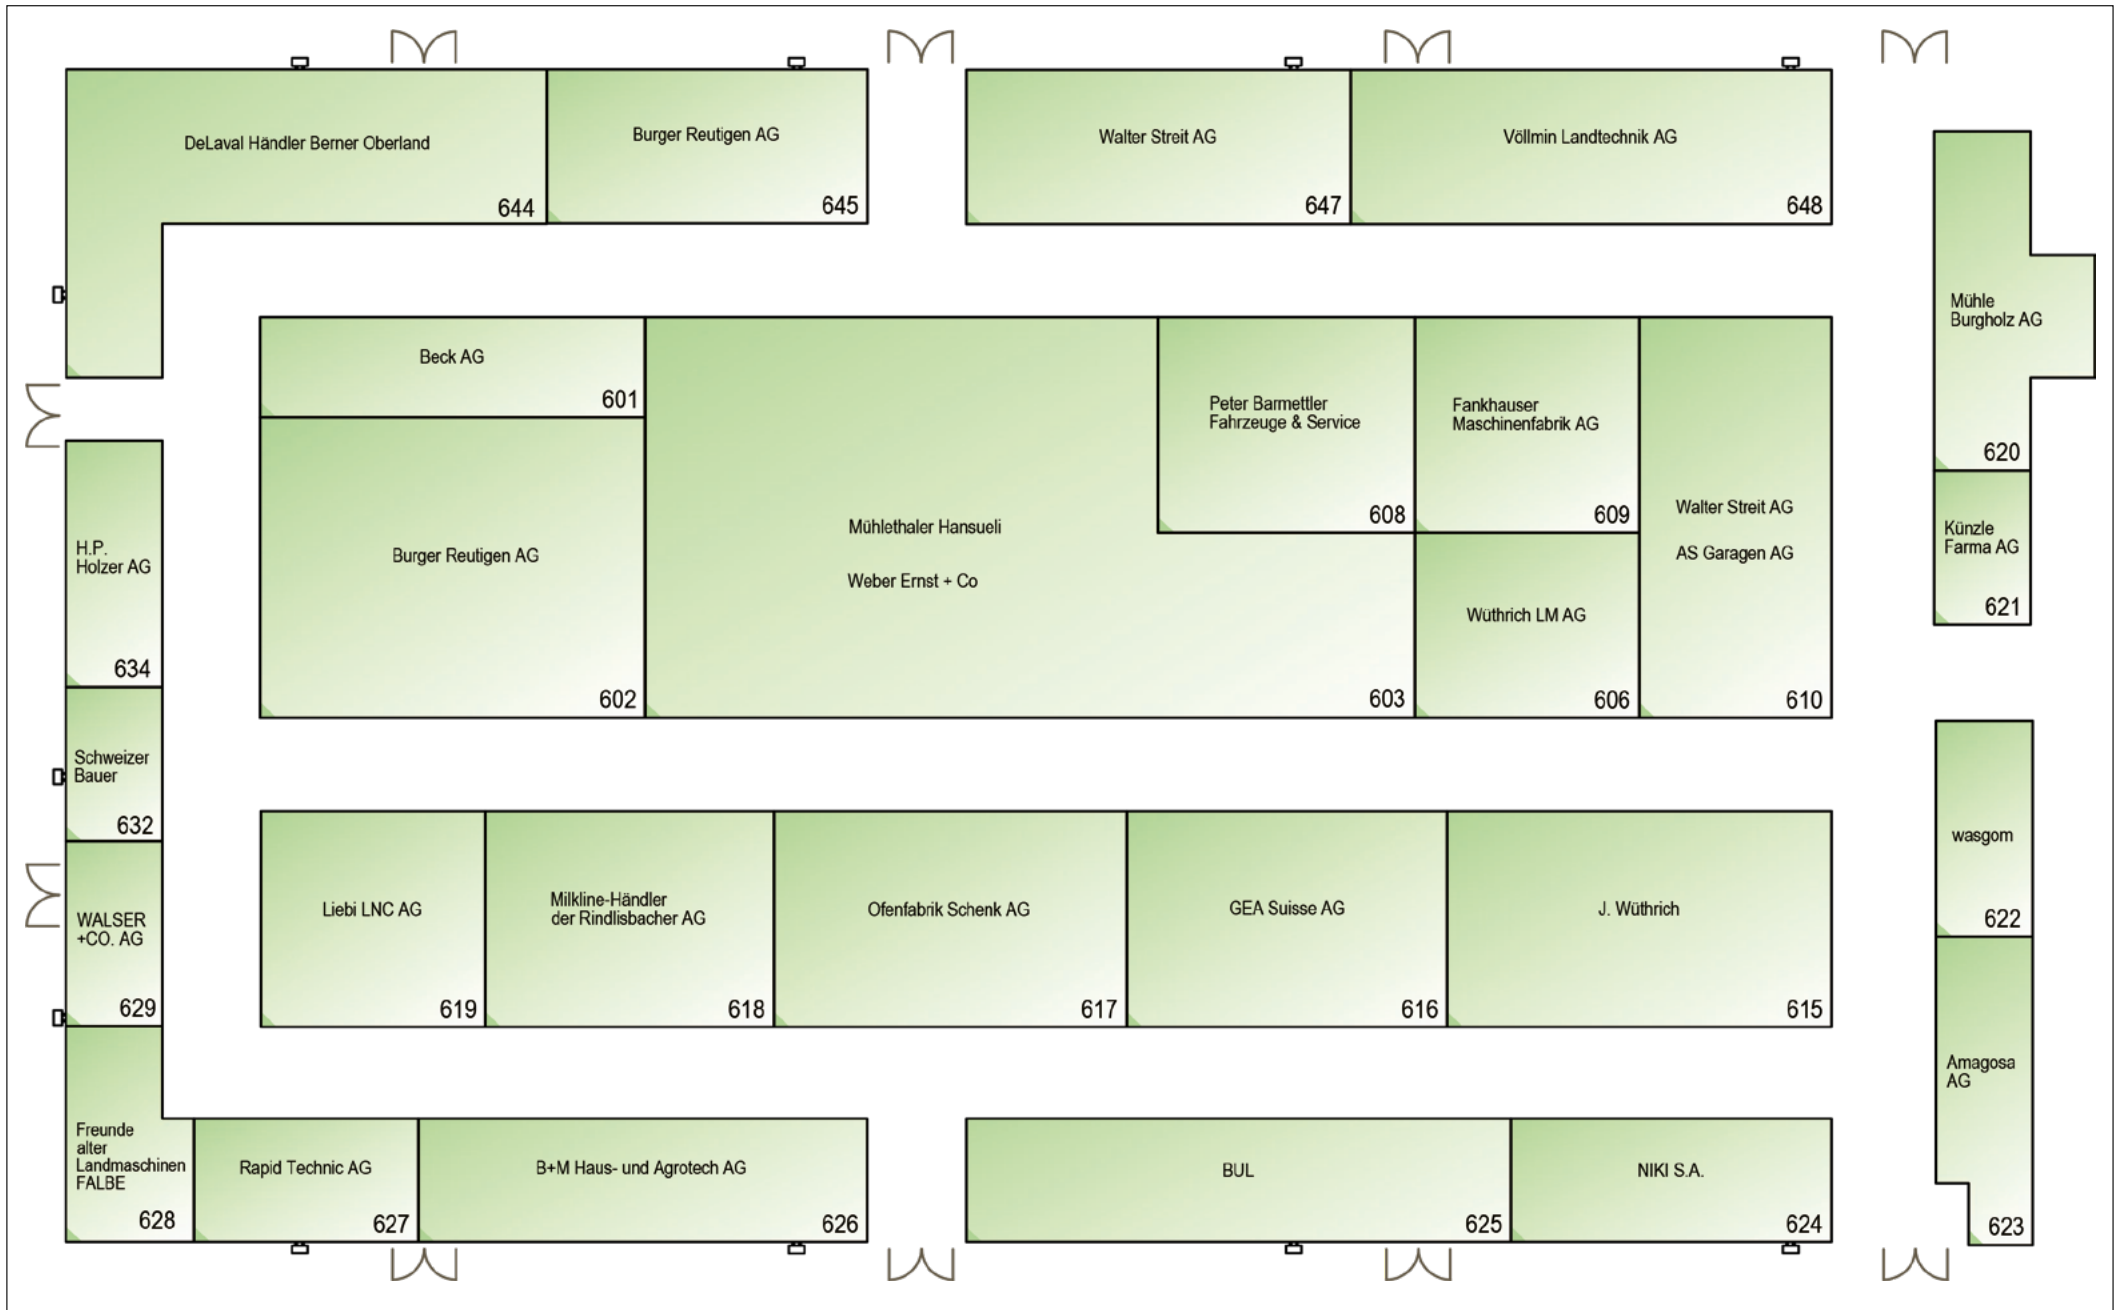 DeLaval Händler Berner Oberland
644
Burger Reutigen AG
645
Walter Streit AG
647
Völlmin Landtechnik AG
648
Mühle
Burgholz AG
620
Künzle
Farma AG
621
Beck AG
601
Burger Reutigen AG
602
Mühlethaler Hansueli
Weber Ernst + Co
603
Peter Barmettler
Fahrzeuge & Service
608
Fankhauser
Maschinenfabrik AG
609
Wüthrich LM AG
606
Walter Streit AG
AS Garagen AG
610
H.P.
Holzer AG
634
Schweizer
Bauer
632
WALSER
+CO. AG
629
Liebi LNC AG
619
Milkline-Händler
der Rindlisbacher AG
618
Ofenfabrik Schenk AG
617
GEA Suisse AG
616
J. Wüthrich
615
wasgom
622
Amagosa
AG
623
Freunde
alter
Landmaschinen
FALBE
628
Rapid Technic AG
627
B+M Haus- und Agrotech AG
626
BUL
625
NIKI S.A.
624